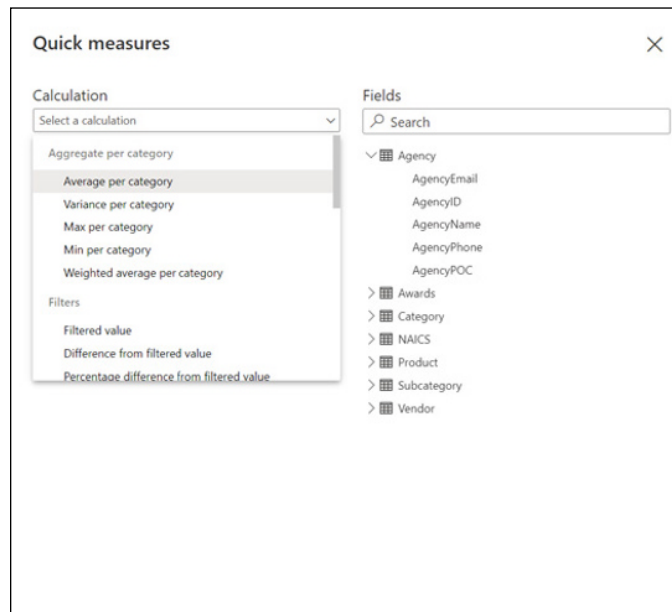 Quick measures
Calculation
Select a calculation
Aggregate per category
Average per category
Variance per category
Max per category
Min per category
Weighted average per category
Filters
Filtered value
Difference from filtered value
Percentage difference from filtered value
Fields
Search
Agency
AgencyEmail
AgencyID
AgencyName
AgencyPhone
AgencyPOC
Awards
Category
NAICS
Product
Subcategory
Vendor